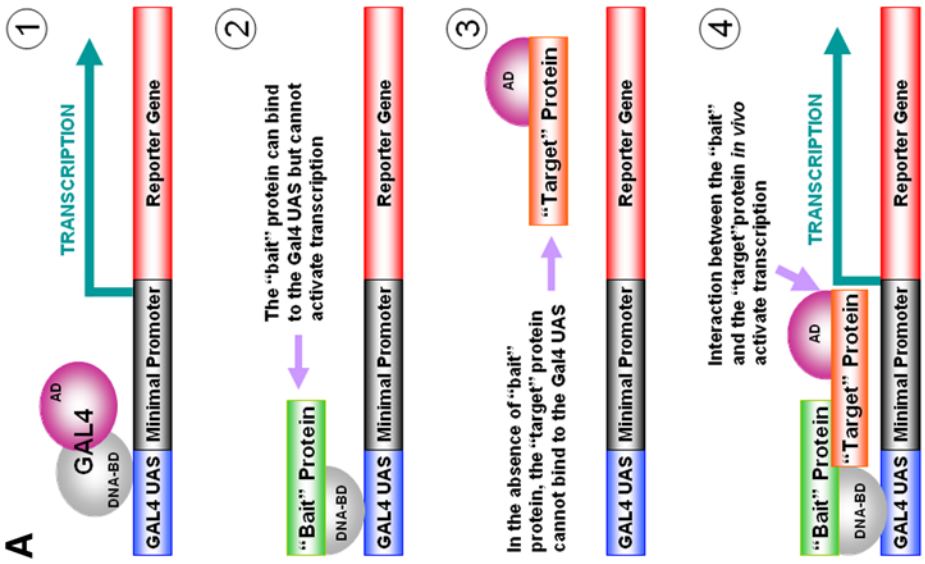 A
1
TRANSCRIPTION
AD
GAL4
DNA-BD
GAL4 UAS
Minimal Promoter
Reporter Gene
2
The "bait" protein can bind
to the Gal4 UAS but cannot
activate transcription
"Bait" Protein
DNA-BD
GAL4 UAS
Minimal Promoter
Reporter Gene
3
AD
"Target" Protein
In the absence of "bait"
protein, the "target" protein
cannot bind to the Gal4 UAS
GAL4 UAS
Minimal Promoter
Reporter Gene
4
Interaction between the "bait"
and the "target"protein in vivo
activate transcription
TRANSCRIPTION
AD
"Bait" Protein
"Target" Protein
DNA-BD
GAL4 UAS
Minimal Promoter
Reporter Gene